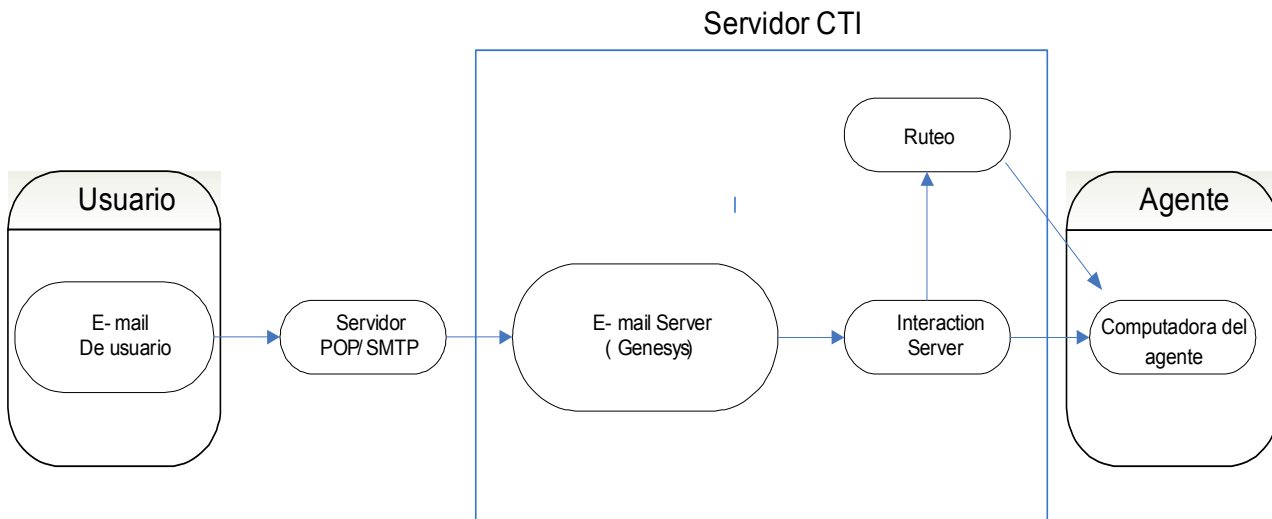 Servidor CTI
Ruteo
Usuario
Agente
E- mail
De usuario
Servidor
POP/ SMTP
E- mail Server
( Genesys)
Interaction
Server
Computadora del
agente